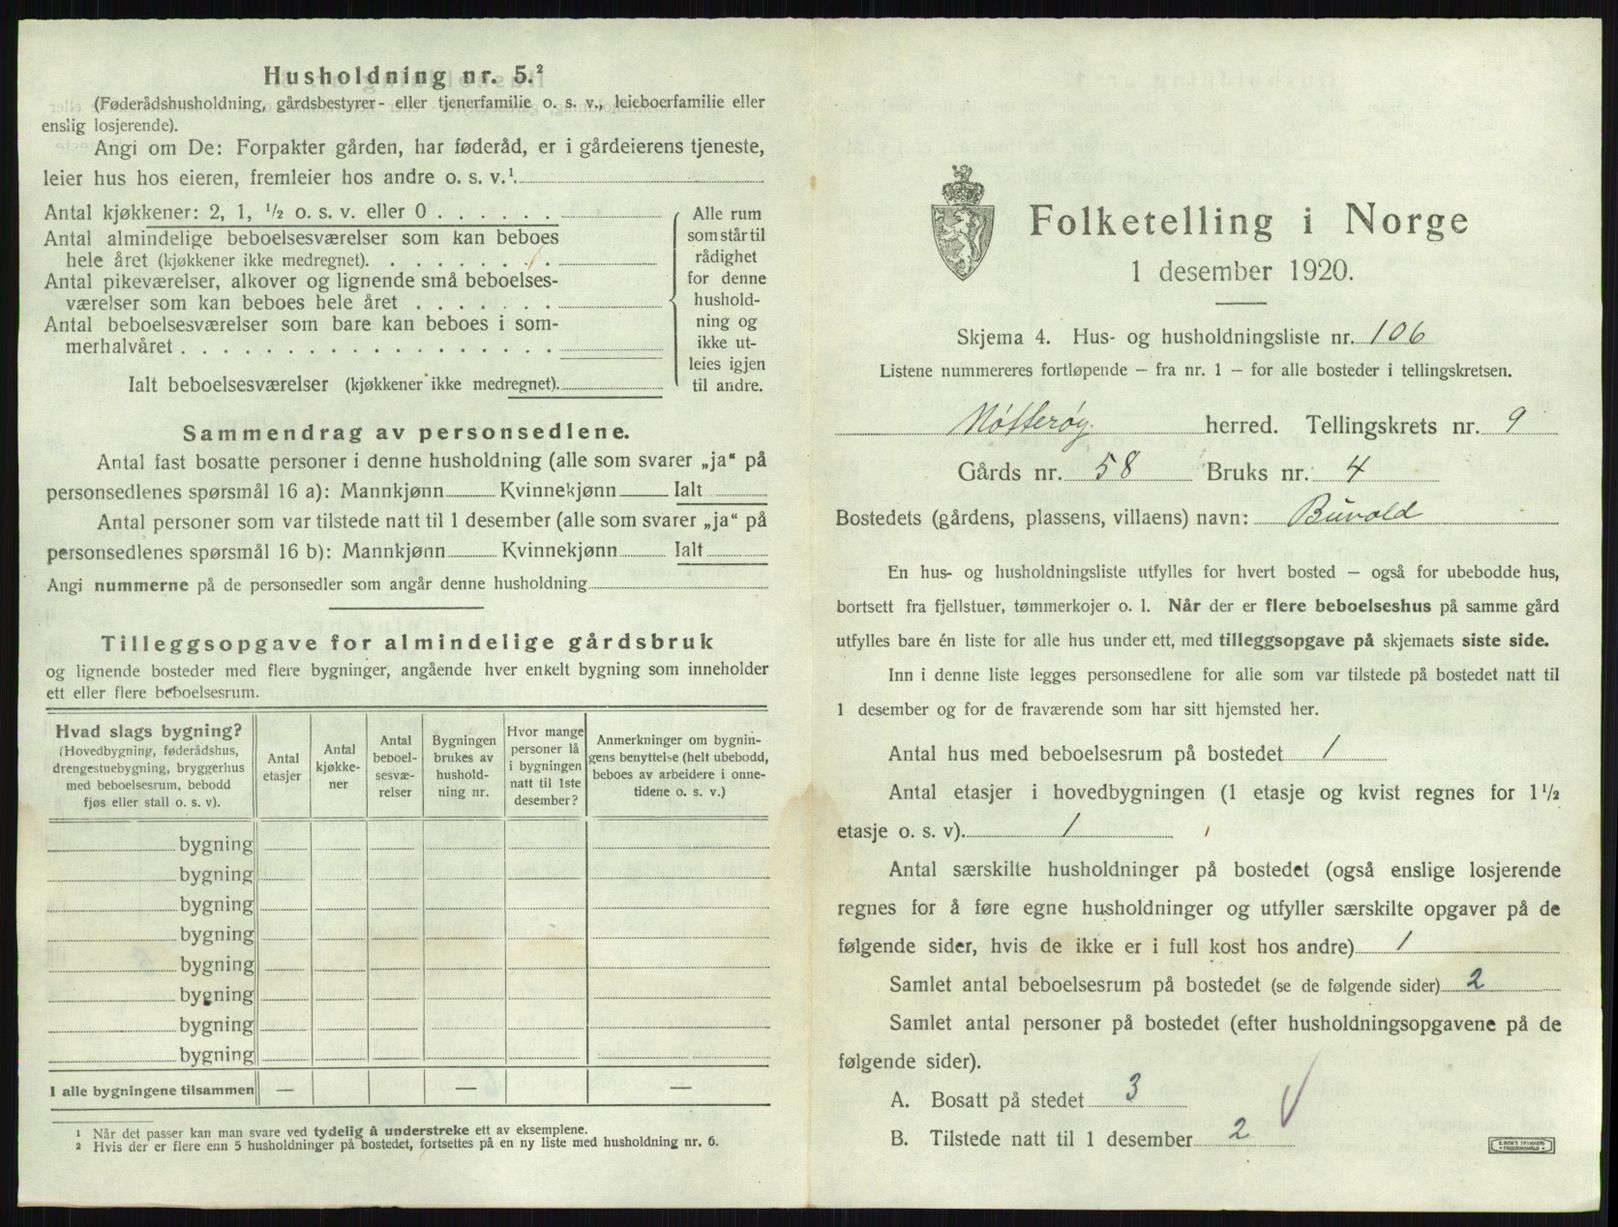 Husholdning nr. 5.²
(Føderådshusholdning, gårdsbestyrer- eller tjenerfamilie o. s. v., leieboerfamilie eller
enslig losjerende).
Angi om De: Forpakter gården, har føderåd, er i gårdeierens tjeneste,
leier hus hos eieren, fremleier hos andre o. s. v.¹
Antal kjøkkener: 2, 1, ½ o. s. v. eller 0
Antal almindelige beboelsesværelser som kan beboes
hele året (kjøkkener ikke medregnet).
Antal pikeværelser, alkover og lignende små beboelses-
værelser som kan beboes hele året
Antal beboelsesværelser som bare kan beboes i som-
merhalvåret
Ialt beboelsesværelser (kjøkkener ikke medregnet).
Alle rum
som står til
rådighet
for denne
hushold-
ning og
ikke ut-
leies igjen
til andre.
Sammendrag av personsedlene.
Antal fast bosatte personer i denne husholdning (alle som svarer „ja“ på
personsedlenes spørsmål 16 a): Mannkjønn Kvinnekjønn Ialt
Antal personer som var tilstede natt til 1 desember (alle som svarer „ja“ på
personsedlenes spørsmål 16 b): Mannkjønn Kvinnekjønn Ialt
Angi nummerne på de personsedler som angår denne husholdning
Tilleggsopgave for almindelige gårdsbruk
og lignende bosteder med flere bygninger, angående hver enkelt bygning som inneholder
ett eller flere beboelsesrum.
Hvad slags bygning?
(Hovedbygning, føderådshus,
drengestuebygning, bryggerhus
med beboelsesrum, bebodd
fjøs eller stall o. s. v).
Antal
etasjer
Antal
kjøkke-
ner
Antal
beboel-
sesvæ-
relser
Bygningen
brukes av
hushold-
ning nr.
Hvor mange
personer lå
i bygningen
natt til 1ste
desember?
Anmerkninger om bygnin-
gens benyttelse (helt ubebodd,
beboes av arbeidere i onne-
tidene o. s. v.)
bygning
bygning
bygning
bygning
bygning
bygning
bygning
bygning
I alle bygningene tilsammen — — —
¹ Når det passer kan man svare ved tydelig å understreke ett av eksemplene.
² Hvis der er flere enn 5 husholdninger på bostedet, fortsettes på en ny liste med husholdning nr. 6.
Folketelling i Norge
1 desember 1920.
Skjema 4. Hus- og husholdningsliste nr. 106
Listene nummereres fortløpende — fra nr. 1 — for alle bosteder i tellingskretsen.
Nøtterøy herred. Tellingskrets nr. 9
Gårds nr. 58 Bruks nr. 4
Bostedets (gårdens, plassens, villaens) navn: Buvold
En hus- og husholdningsliste utfylles for hvert bosted — også for ubebodde hus,
bortsett fra fjellstuer, tømmerkojer o. l. Når der er flere beboelseshus på samme gård
utfylles bare én liste for alle hus under ett, med tilleggsopgave på skjemaets siste side.
Inn i denne liste legges personsedlene for alle som var tilstede på bostedet natt til
1 desember og for de fraværende som har sitt hjemsted her.
Antal hus med beboelsesrum på bostedet 1
Antal etasjer i hovedbygningen (1 etasje og kvist regnes for 1½
etasje o. s. v). 1
Antal særskilte husholdninger på bostedet (også enslige losjerende
regnes for å føre egne husholdninger og utfyller særskilte opgaver på de
følgende sider, hvis de ikke er i full kost hos andre) 1
Samlet antal beboelsesrum på bostedet (se de følgende sider) 2
Samlet antal personer på bostedet (efter husholdningsopgavene på de
følgende sider).
A. Bosatt på stedet 3
B. Tilstede natt til 1 desember 2